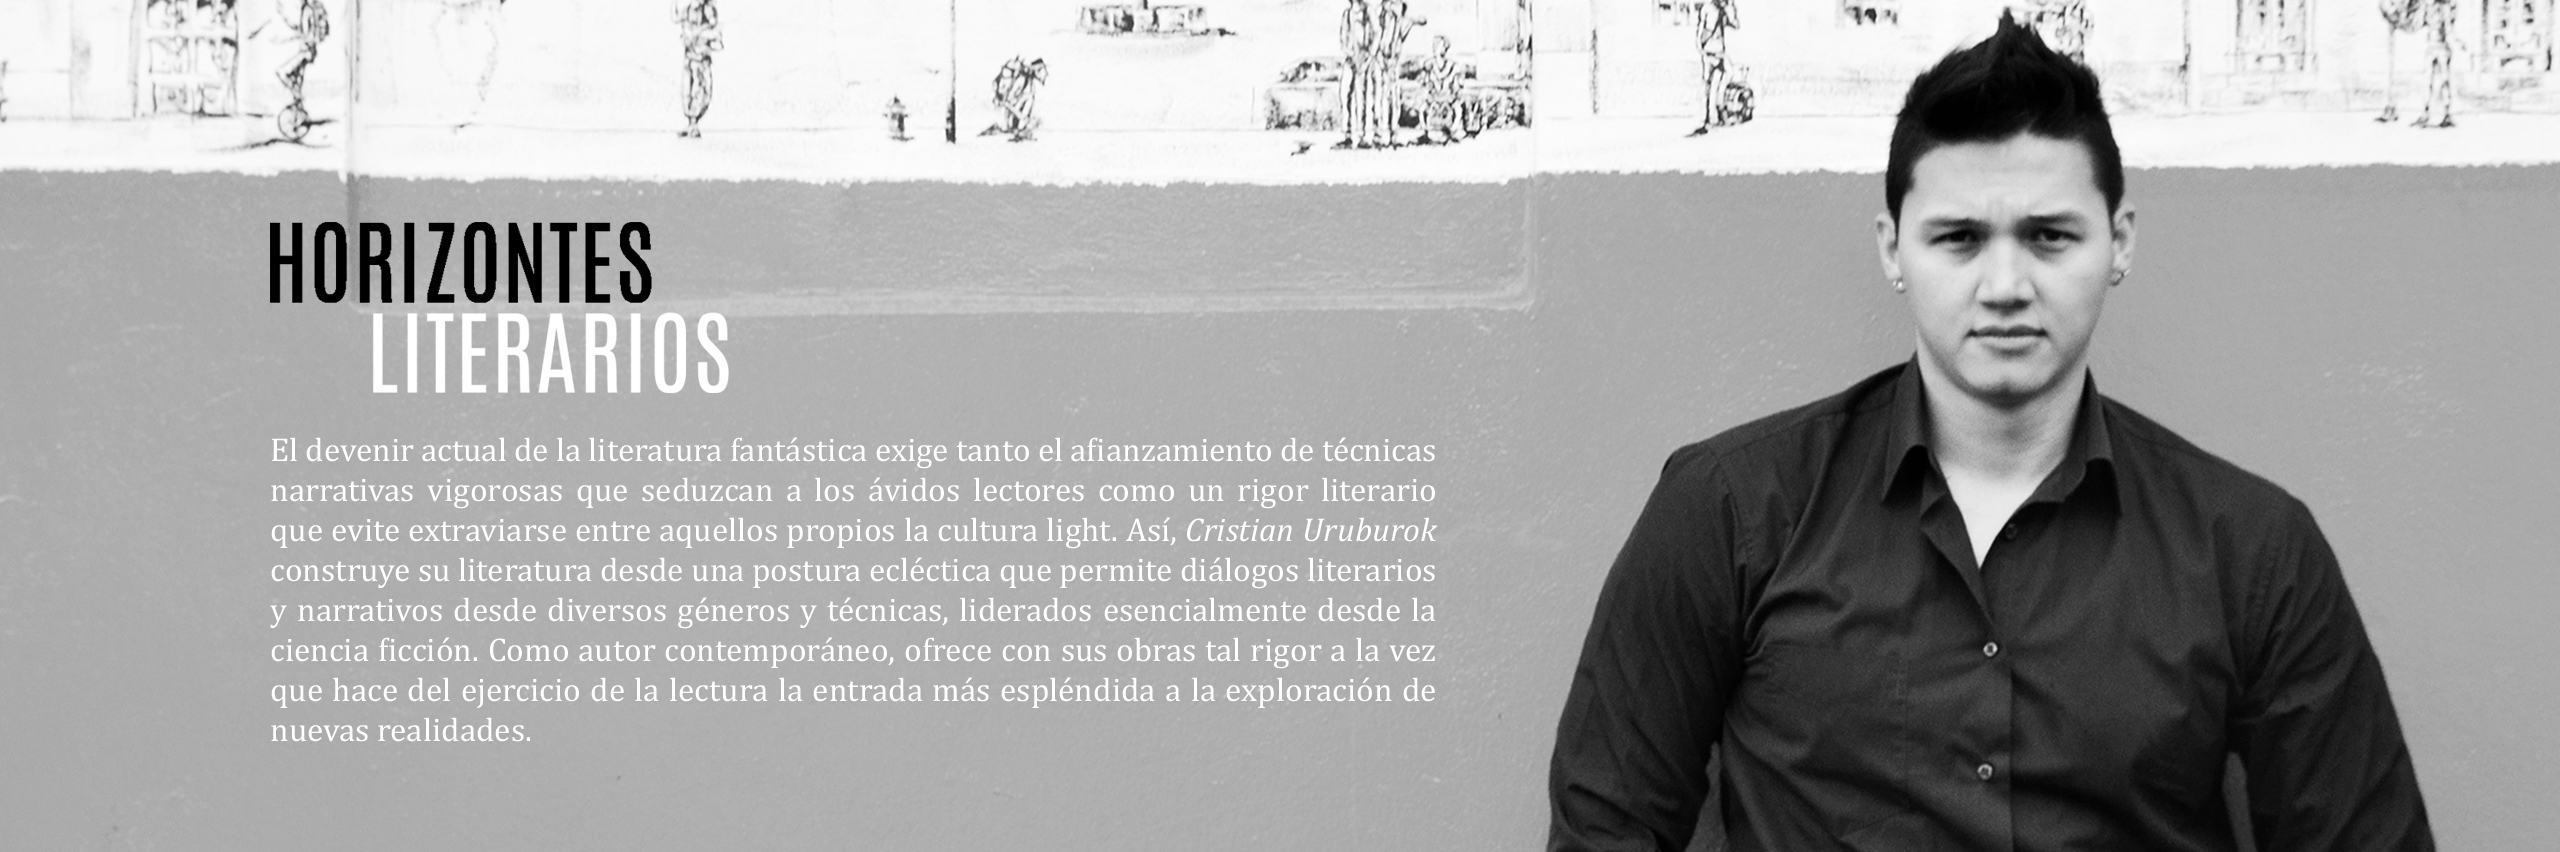 HORIZONTES
LITERARIOS
El devenir actual de la literatura fantástica exige tanto el afianzamiento de técnicas
narrativas vigorosas que seduzcan a los ávidos lectores como un rigor literario
que evite extraviarse entre aquellos propios la cultura light. Así, Cristian Uruburok
construye su literatura desde una postura ecléctica que permite diálogos literarios
y narrativos desde diversos géneros y técnicas, liderados esencialmente desde la
ciencia ficción. Como autor contemporáneo, ofrece con sus obras tal rigor a la vez
que hace del ejercicio de la lectura la entrada más espléndida a la exploración de
nuevas realidades.